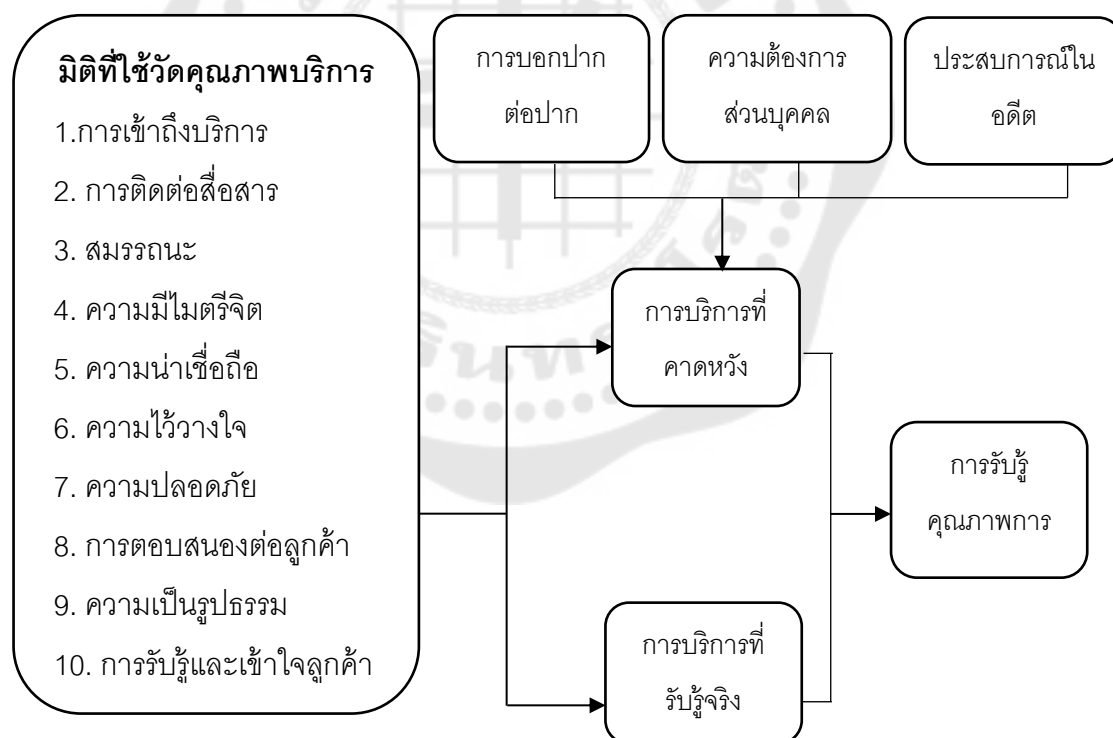 มิติที่ใช้วัดคุณภาพบริการ
1.การเข้าถึงบริการ
2. การติดต่อสื่อสาร
3. สมรรถนะ
4. ความมีไมตรีจิต
5. ความน่าเชื่อถือ
6. ความไว้วางใจ
7. ความปลอดภัย
8. การตอบสนองต่อลูกค้า
9. ความเป็นรูปธรรม
10. การรับรู้และเข้าใจลูกค้า
การบอกปาก
ต่อปาก
ความต้องการ
ส่วนบุคคล
ประสบการณ์ใน
อดีต
การบริการที่
คาดหวัง
การบริการที่
รับรู้จริง
การรับรู้
คุณภาพการ